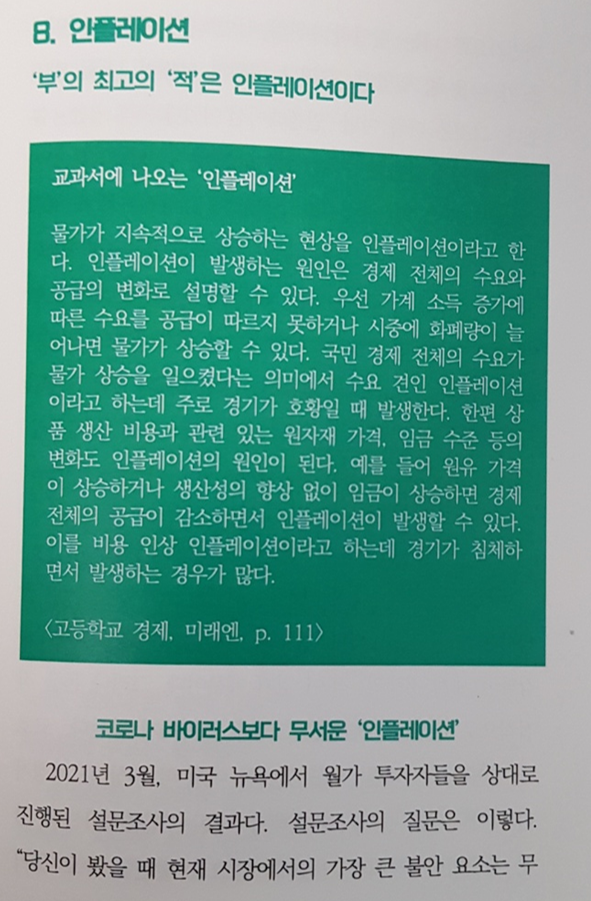 8. 인플레이션
'부'의 최고의 '적'은 인플레이션이다
교과서에 나오는 '인플레이션'
물가가 지속적으로 상승하는 현상을 인플레이션이라고 한
다. 인플레이션이 발생하는 원인은 경제 전체의 수요와
공급의 변화로 설명할 수 있다. 우선 가계 소득 증가에
따른 수요를 공급이 따르지 못하거나 시중에 화폐량이 늘
어나면 물가가 상승할 수 있다. 국민 경제 전체의 수요가
물가 상승을 일으켰다는 의미에서 수요 견인 인플레이션
이라고 하는데 주로 경기가 호황일 때 발생한다. 한편 상
품 생산 비용과 관련 있는 원자재 가격, 임금 수준 등의
변화도 인플레이션의 원인이 된다. 예를 들어 원유 가격
이 상승하거나 생산성의 향상 없이 임금이 상승하면 경제
전체의 공급이 감소하면서 인플레이션이 발생할 수 있다.
이를 비용 인상 인플레이션이라고 하는데 경기가 침체하
면서 발생하는 경우가 많다.
〈고등학교 경제, 미래엔, p. 111〉
코로나 바이러스보다 무서운 '인플레이션'
2021년 3월, 미국 뉴욕에서 월가 투자자들을 상대로
진행된 설문조사의 결과다. 설문조사의 질문은 이렇다.
"당신이 봤을 때 현재 시장에서의 가장 큰 불안 요소는 무